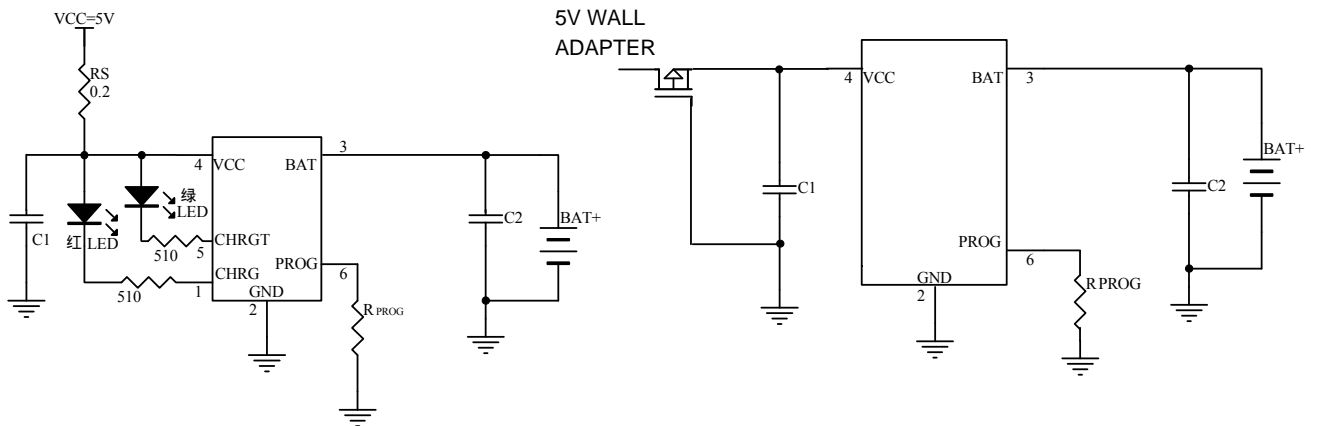 VCC=5V
RS
0.2
4
VCC
BAT
3
绿
LED
C1
红
LED
510
5
CHRGT
510
1
CHRG
PROG
6
GND
2
R PROG
C2
BAT+
5V WALL
ADAPTER
4
VCC
BAT
3
C1
PROG
6
GND
2
R PROG
C2
BAT+